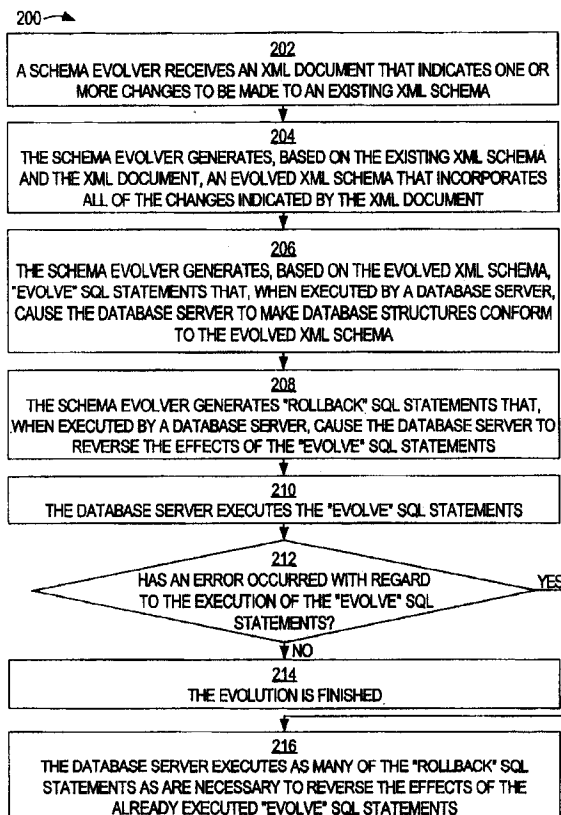 200
202
A SCHEMA EVOLVER RECEIVES AN XML DOCUMENT THAT INDICATES ONE OR
MORE CHANGES TO BE MADE TO AN EXISTING XML SCHEMA
204
THE SCHEMA EVOLVER GENERATES, BASED ON THE EXISTING XML SCHEMA
AND THE XML DOCUMENT, AN EVOLVED XML SCHEMA THAT INCORPORATES
ALL OF THE CHANGES INDICATED BY THE XML DOCUMENT
206
THE SCHEMA EVOLVER GENERATES, BASED ON THE EVOLVED XML SCHEMA,
"EVOLVE" SQL STATEMENTS THAT, WHEN EXECUTED BY A DATABASE SERVER,
CAUSE THE DATABASE SERVER TO MAKE DATABASE STRUCTURES CONFORM
TO THE EVOLVED XML SCHEMA
208
THE SCHEMA EVOLVER GENERATES "ROLLBACK" SQL STATEMENTS THAT,
WHEN EXECUTED BY A DATABASE SERVER, CAUSE THE DATABASE SERVER TO
REVERSE THE EFFECTS OF THE "EVOLVE" SQL STATEMENTS
210
THE DATABASE SERVER EXECUTES THE "EVOLVE" SQL STATEMENTS
212
HAS AN ERROR OCCURRED WITH REGARD
TO THE EXECUTION OF THE "EVOLVE" SQL
STATEMENTS?
YES
NO
214
THE EVOLUTION IS FINISHED
216
THE DATABASE SERVER EXECUTES AS MANY OF THE "ROLLBACK" SQL
STATEMENTS AS ARE NECESSARY TO REVERSE THE EFFECTS OF THE
ALREADY EXECUTED "EVOLVE" SQL STATEMENTS